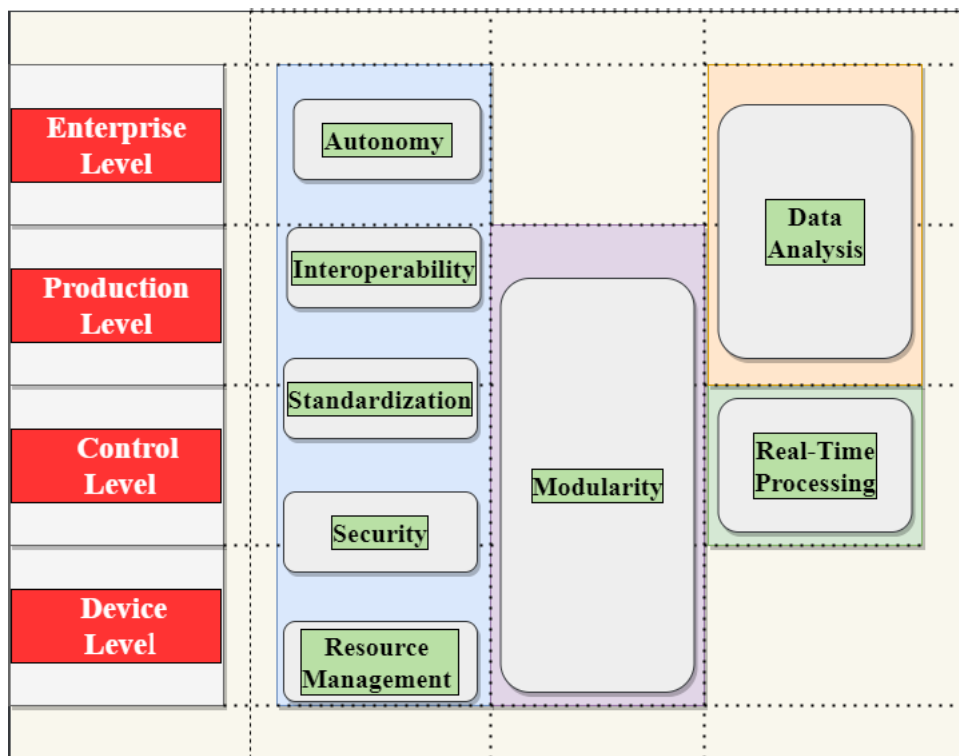 Enterprise
Level
Production
Level
Control
Level
Device
Level
Autonomy
Interoperability
Standardization
Security
Resource
Management
Modularity
Data
Analysis
Real-Time
Processing